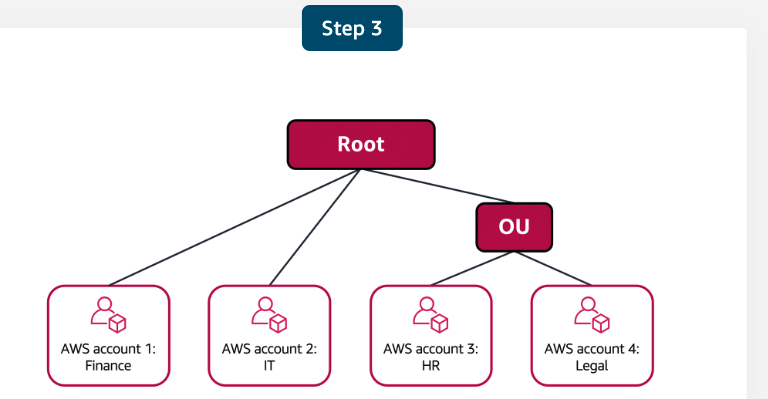 Step 3
Root
OU
AWS account 1:
Finance
AWS account 2:
IT
AWS account 3:
HR
AWS account 4:
Legal